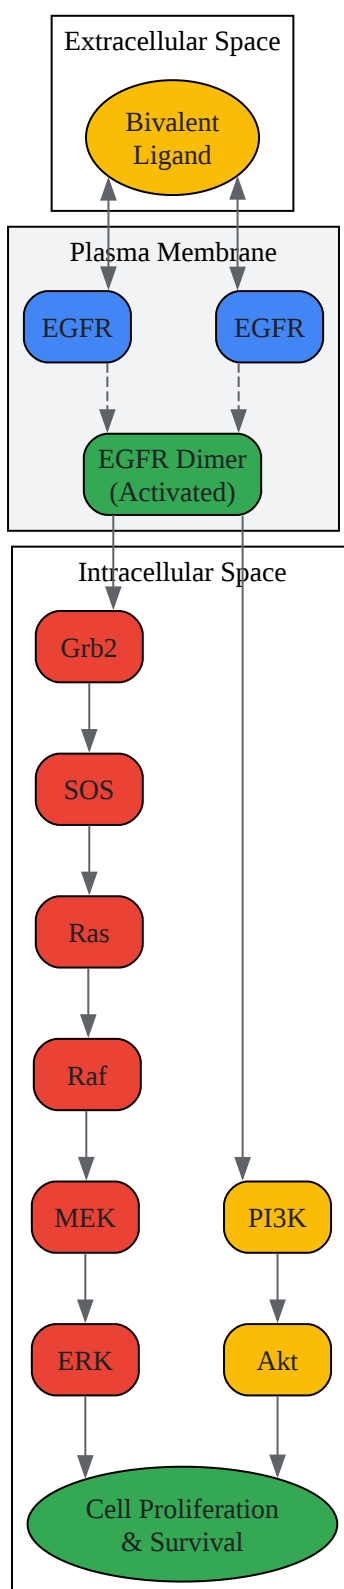 Extracellular Space
Bivalent
Ligand
Plasma Membrane
EGFR
EGFR
EGFR Dimer
(Activated)
Intracellular Space
Grb2
SOS
Ras
Raf
MEK
PI3K
ERK
Akt
Cell Proliferation
& Survival